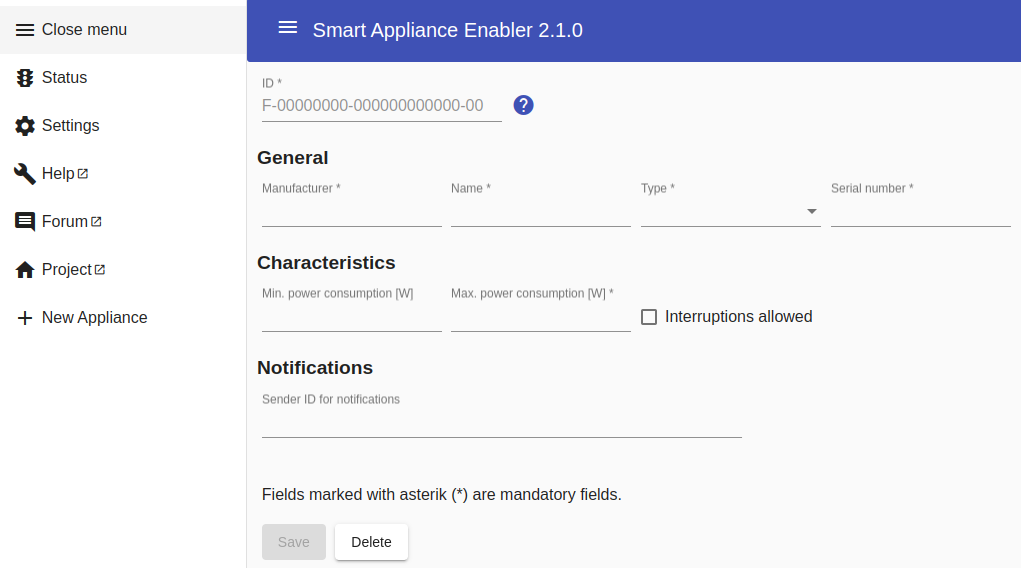 Close menu
Smart Appliance Enabler 2.1.0
Status
Settings
Help
Forum
Project
New Appliance
ID *
F-00000000-000000000000-00
General
Manufacturer *
Name *
Type *
Serial number *
Characteristics
Min. power consumption [W]
Max. power consumption [W] *
Interruptions allowed
Notifications
Sender ID for notifications
Fields marked with asterik (*) are mandatory fields.
Save
Delete